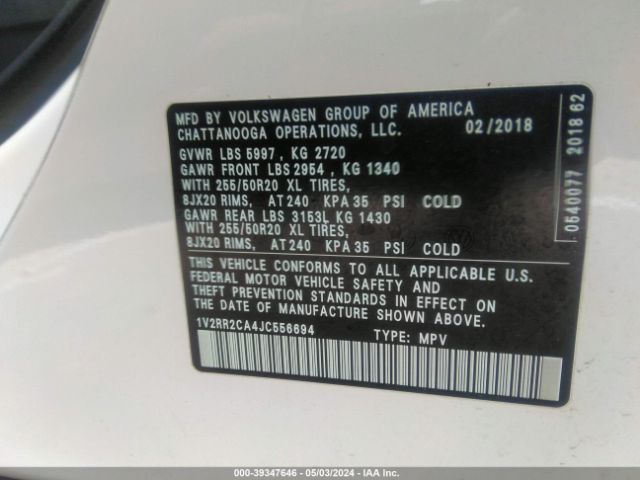 MFD BY VOLKSWAGEN GROUP OF AMERICA
CHATTANOOGA OPERATIONS, LLC. 02/2018
GVWR LBS 5997 , KG 2720
GAWR FRONT LBS 2954 , KG 1340
WITH 255/50R20 XL TIRES,
8JX20 RIMS, AT 240 KPA 35 PSI COLD
GAWR REAR LBS 3153L KG 1430
WITH 255/50R20 XL TIRES,
8JX20 RIMS, AT 240 KPA 35 PSI COLD
THIS VEHICLE CONFORMS TO ALL APPLICABLE U.S.
FEDERAL MOTOR VEHICLE SAFETY AND
THEFT PREVENTION STANDARDS IN EFFECT ON
THE DATE OF MANUFACTURE SHOWN ABOVE.
1V2RR2CA4JC556694 TYPE: MPV
0540077 2018 62
000-39347646 - 05/03/2024 - IAA Inc.